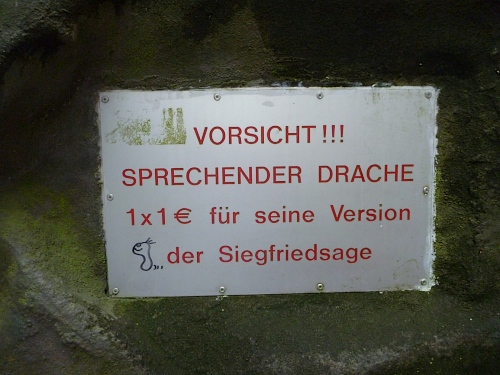 VORSICHT!!!
SPRECHENDER DRACHE
1x1€ für seine Version
der Siegfriedsage